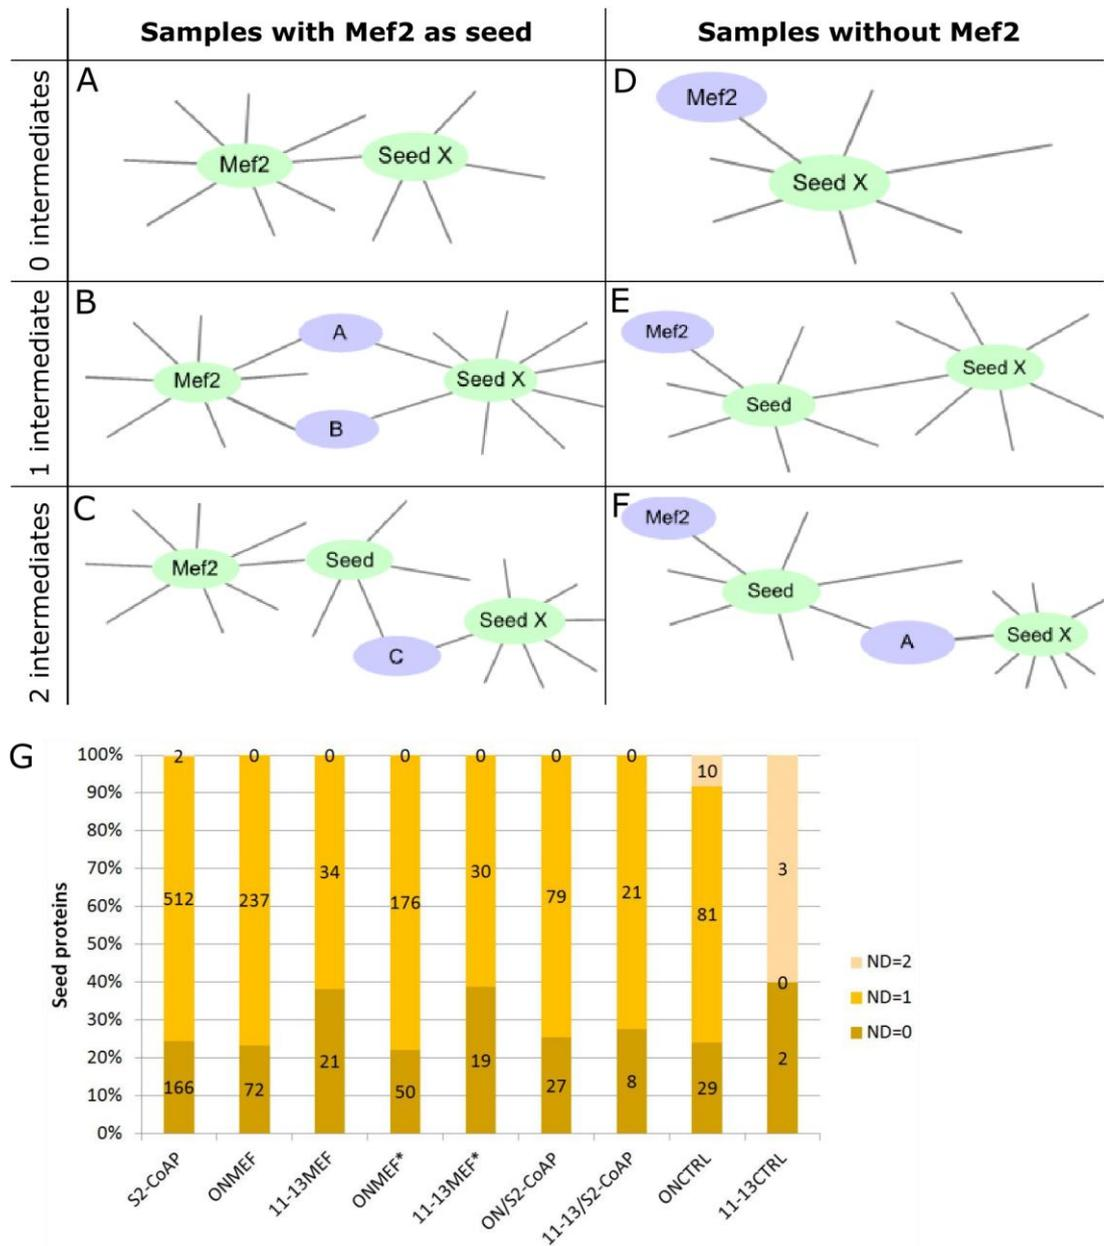 Samples with Mef2 as seed
Samples without Mef2
0 intermediates
A
Mef2
Seed X
D
Mef2
Seed X
1 intermediate
B
A
Mef2
Seed X
B
E
Mef2
Seed X
Seed
2 intermediates
C
Mef2
Seed
Seed X
C
F
Mef2
Seed
A
Seed X
G
Seed proteins
100%
90%
80%
70%
60%
50%
40%
30%
20%
10%
0%
2
512
166
0
237
72
0
34
21
0
176
50
0
30
19
0
79
27
0
21
8
10
81
29
3
0
2
S2-CoAP
ONMEF
11-13MEF
ONMEF*
11-13MEF*
ON/S2-CoAP
11-13/S2-CoAP
ONCTRL
11-13CTRL
ND=2
ND=1
ND=0